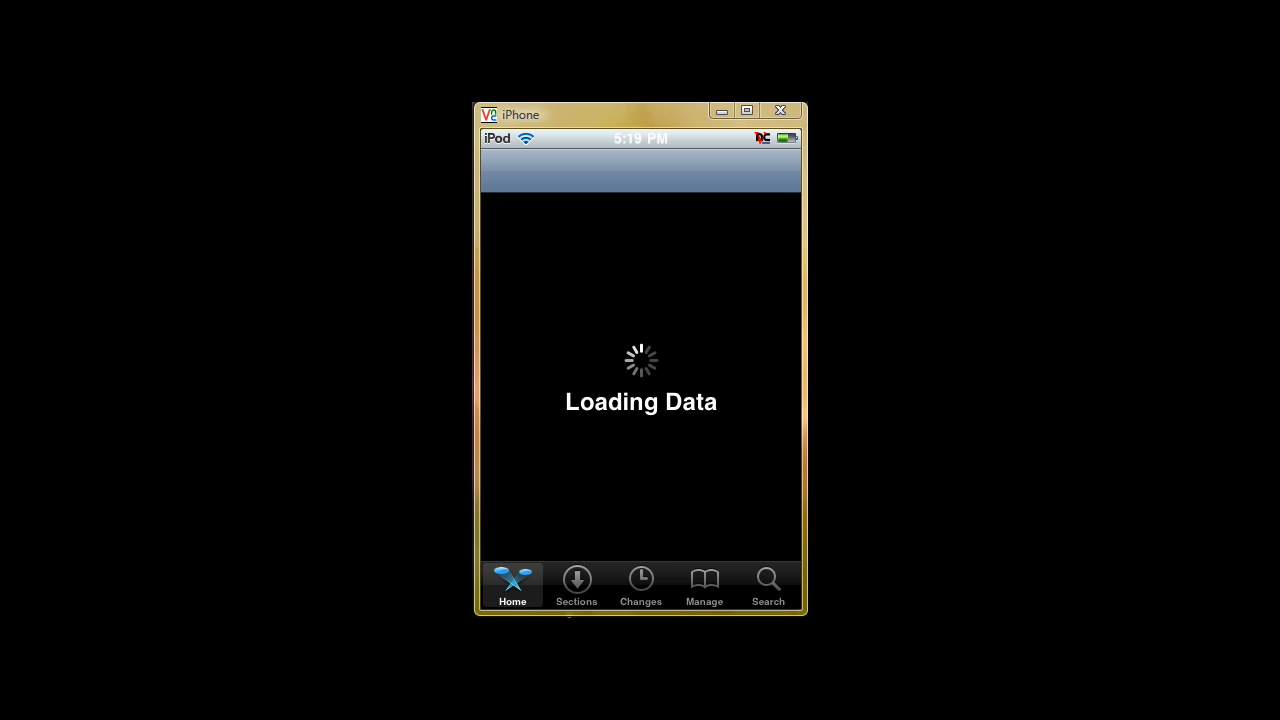 iPhone
iPod 5:19 PM
Loading Data
Home Sections Changes Manage Search